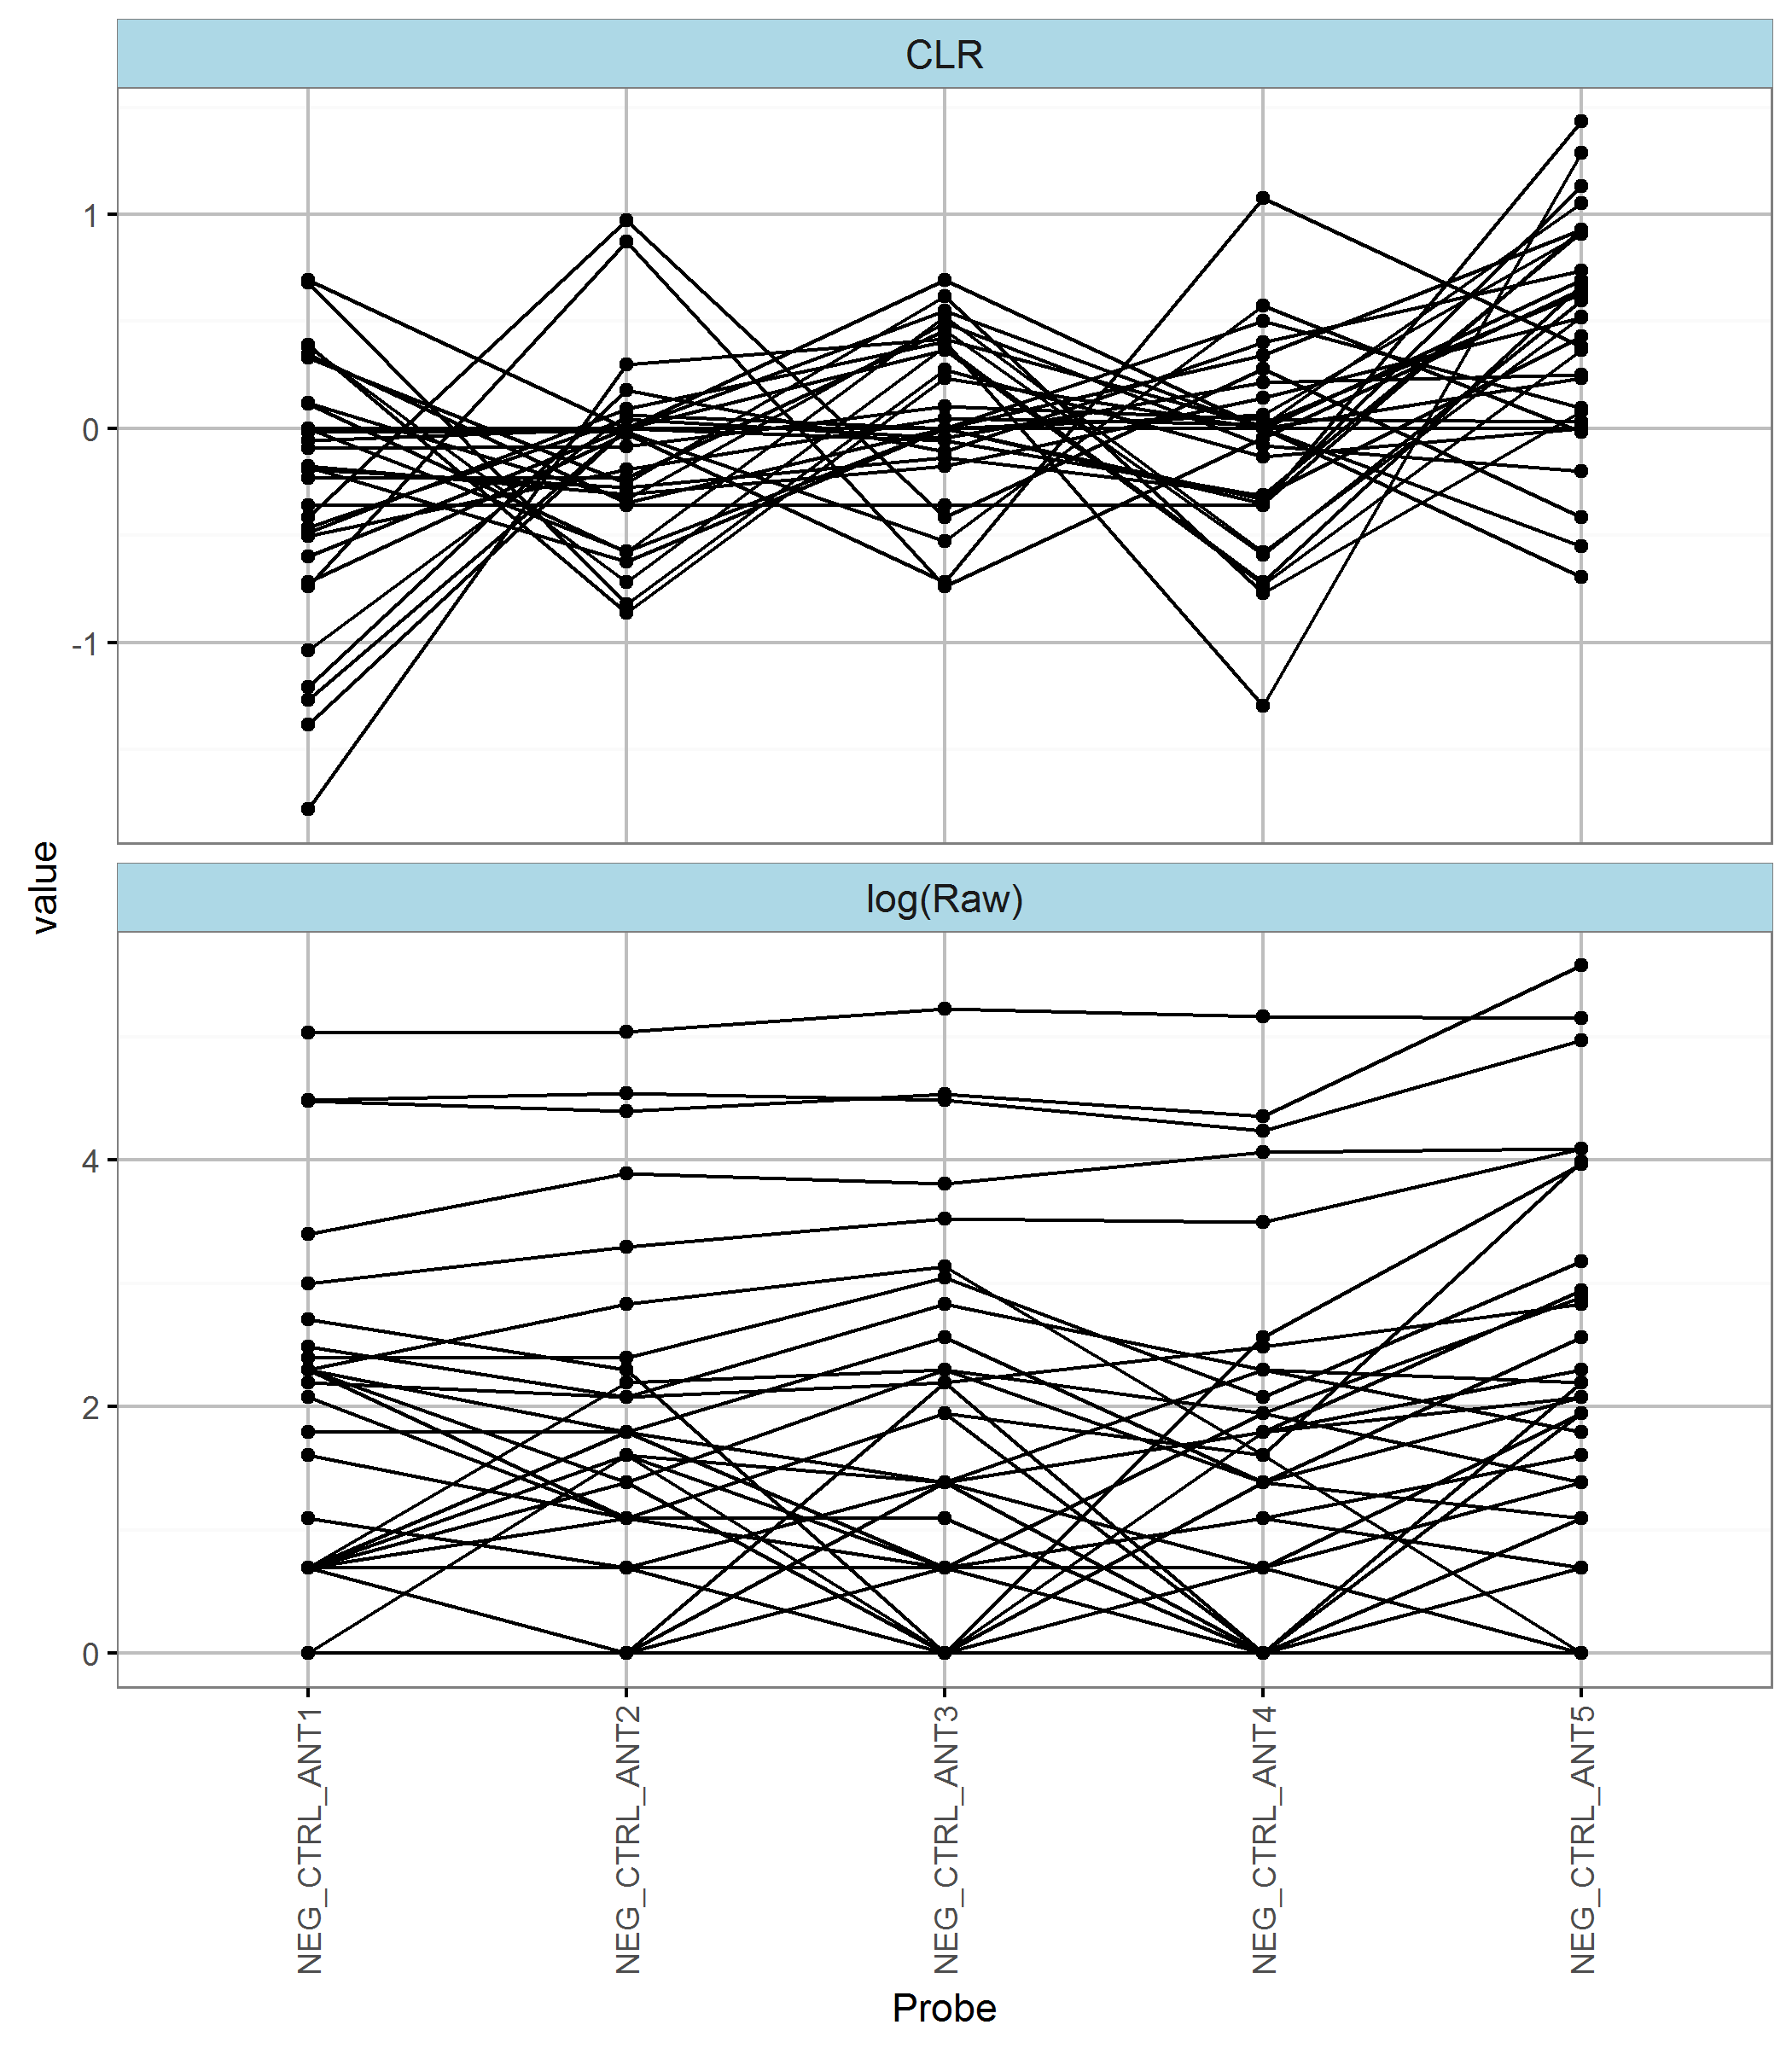 CLR
1
0
-1
value
log(Raw)
4
2
0
NEG_CTRL_ANT1
NEG_CTRL_ANT2
NEG_CTRL_ANT3
NEG_CTRL_ANT4
NEG_CTRL_ANT5
Probe